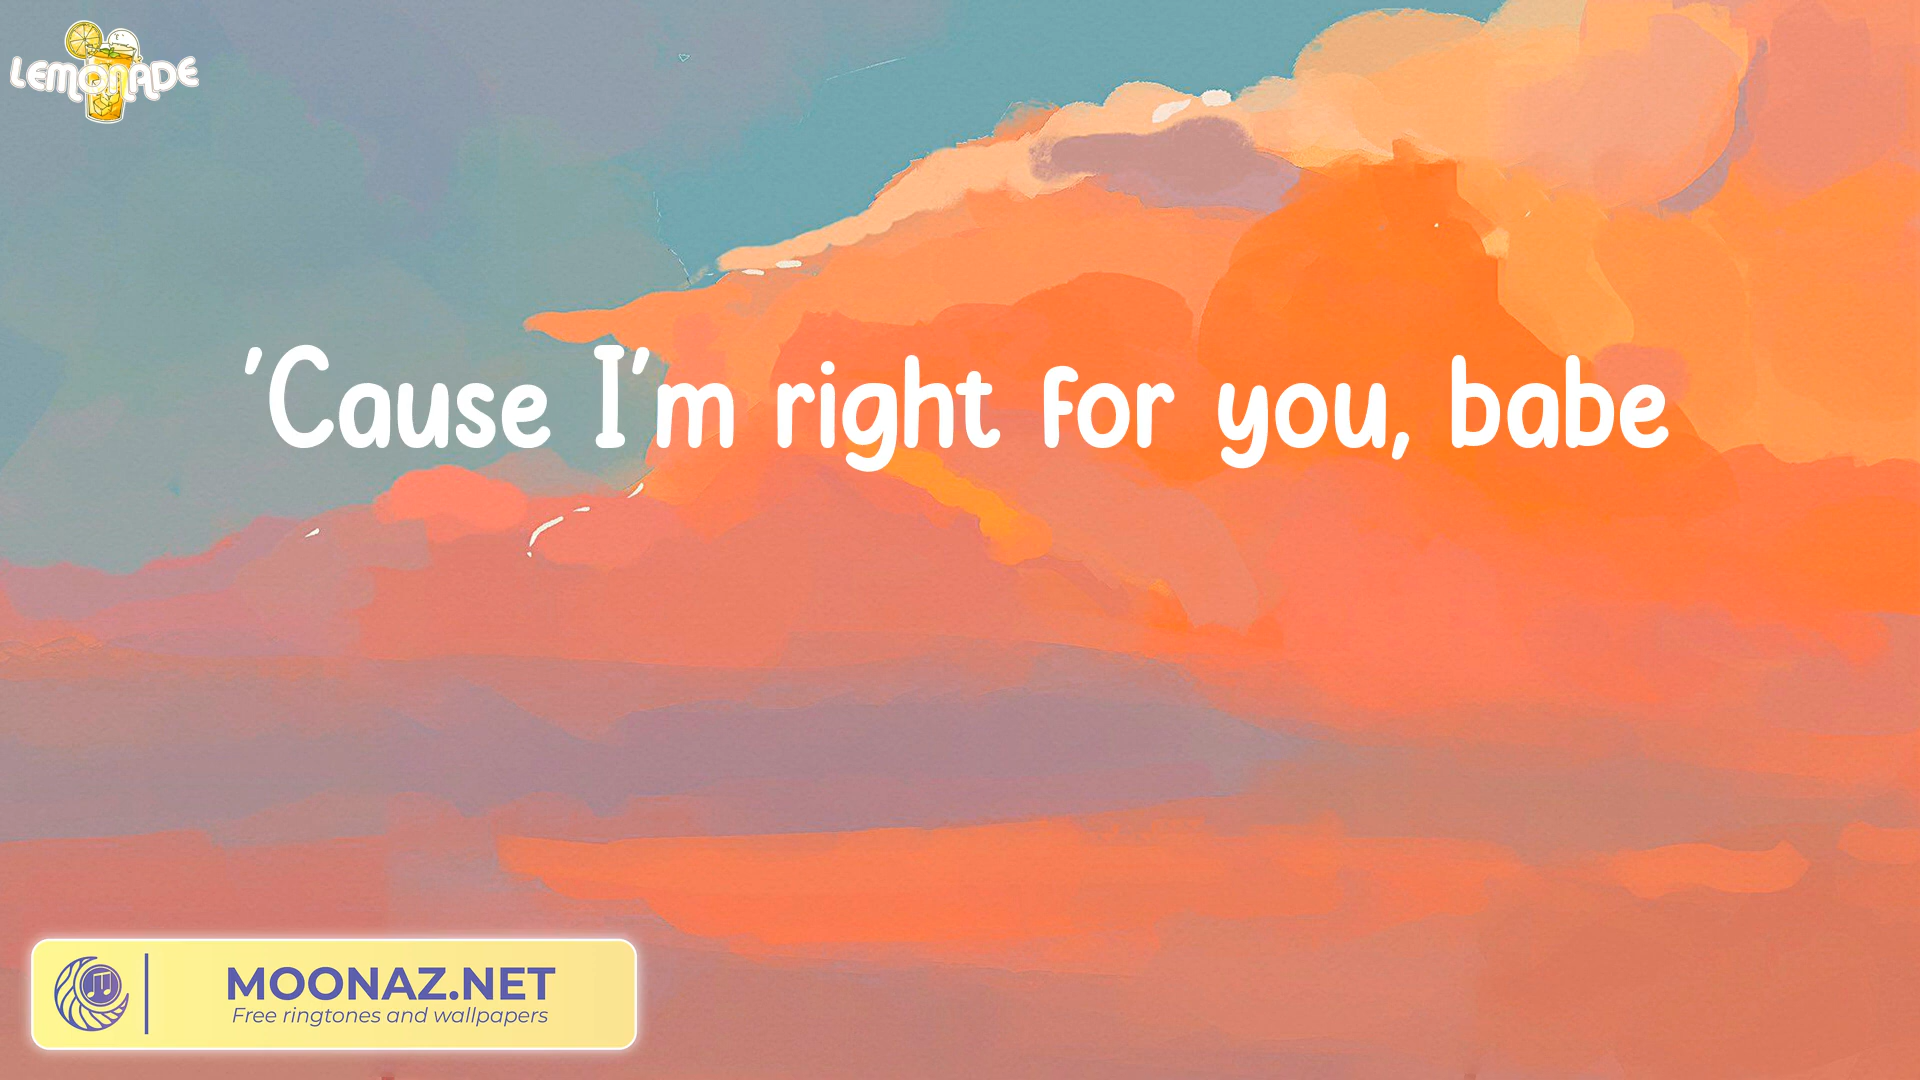 LEMONADE
'Cause I'm right for you, babe
MOONAZ.NET
Free ringtones and wallpapers